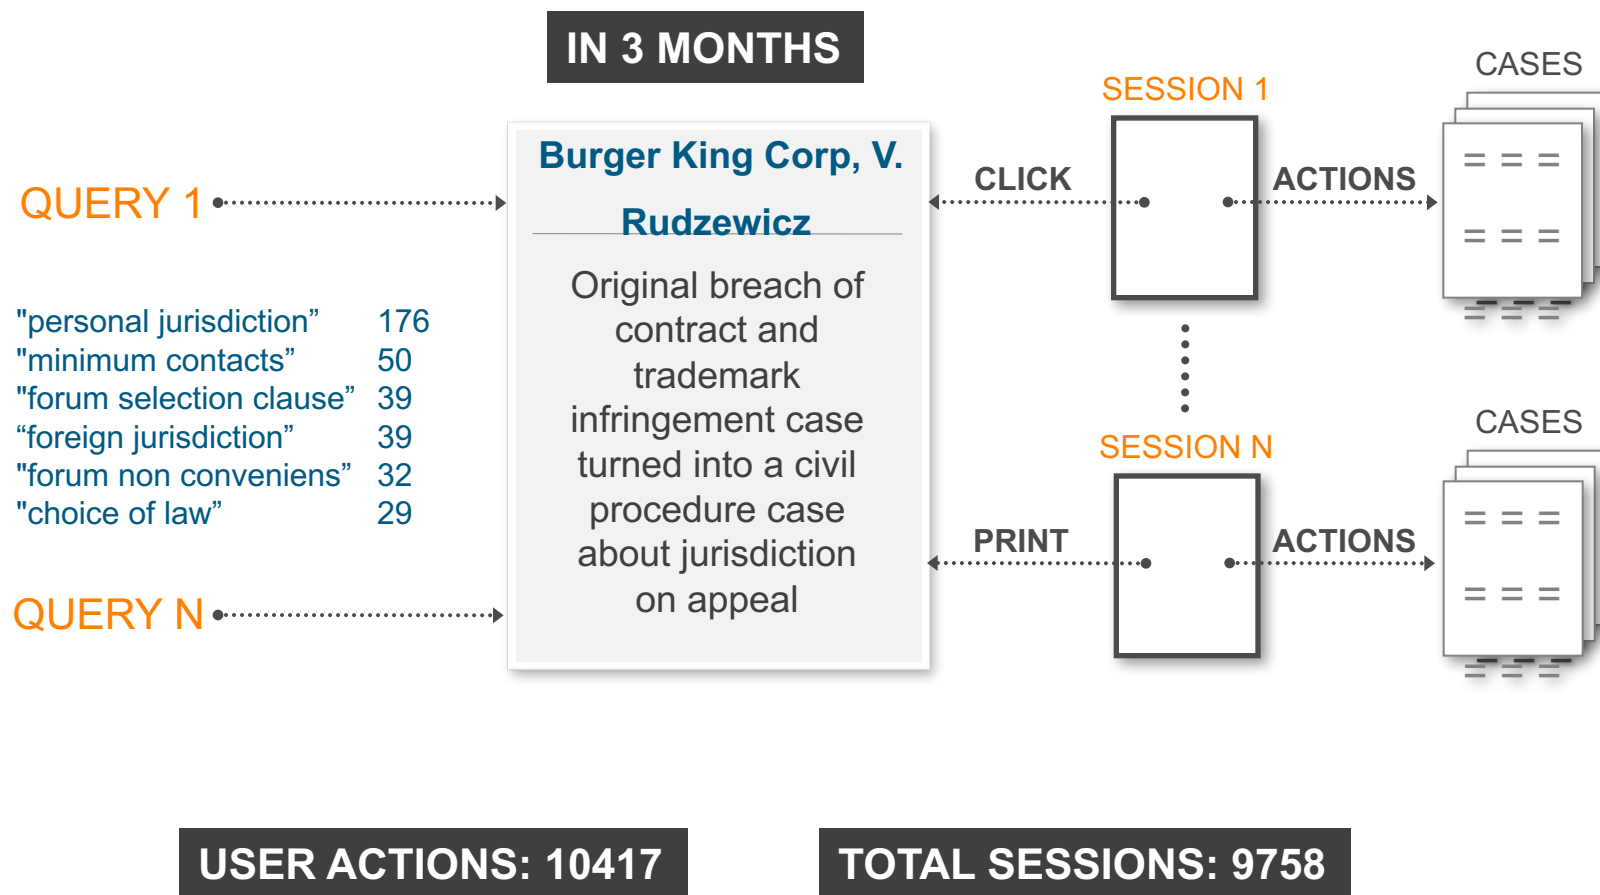 IN 3 MONTHS
QUERY 1
"personal jurisdiction” 176
"minimum contacts” 50
"forum selection clause” 39
“foreign jurisdiction” 39
"forum non conveniens” 32
"choice of law” 29
QUERY N
Burger King Corp, V.
Rudzewicz
Original breach of
contract and
trademark
infringement case
turned into a civil
procedure case
about jurisdiction
on appeal
SESSION 1
CASES
CLICK
ACTIONS
SESSION N
CASES
PRINT
ACTIONS
USER ACTIONS: 10417
TOTAL SESSIONS: 9758